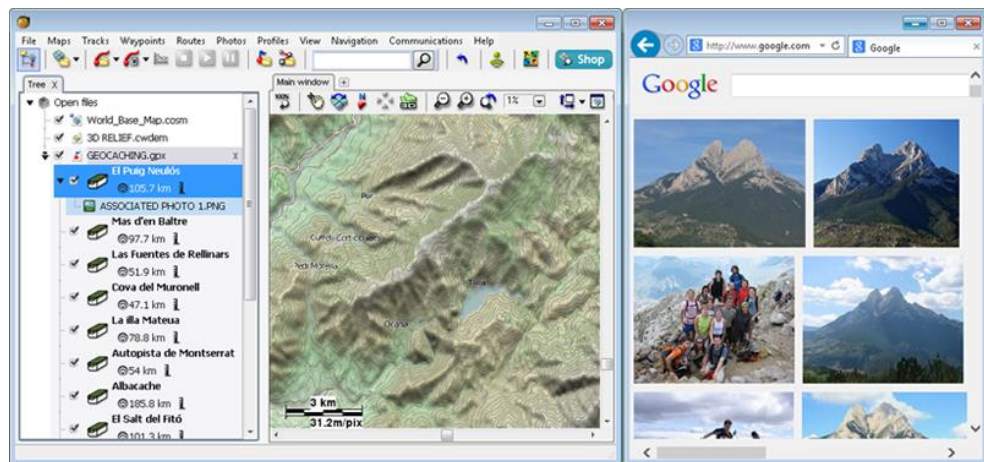 File Maps Tracks Waypoints Routes Photos Profiles View Navigation Communications Help
Shop
Tree X
Open files
World_Base_Map.cosm
3D RELIEF.cwdem
GEOCACHING.gpx x
El Puig Neulós
105.7 km
ASSOCIATED PHOTO 1.PNG
Mas d'en Baltre
97.7 km
Las Fuentes de Rellinars
51.9 km
Cova del Muronell
47.1 km
La illa Mateua
78.8 km
Autopista de Montserrat
54 km
Albacache
185.8 km
El Salt del Fitó
101.3 km
Main window
100%
1%
3 km
31.2m/pix
http://www.google.com
Google
Google